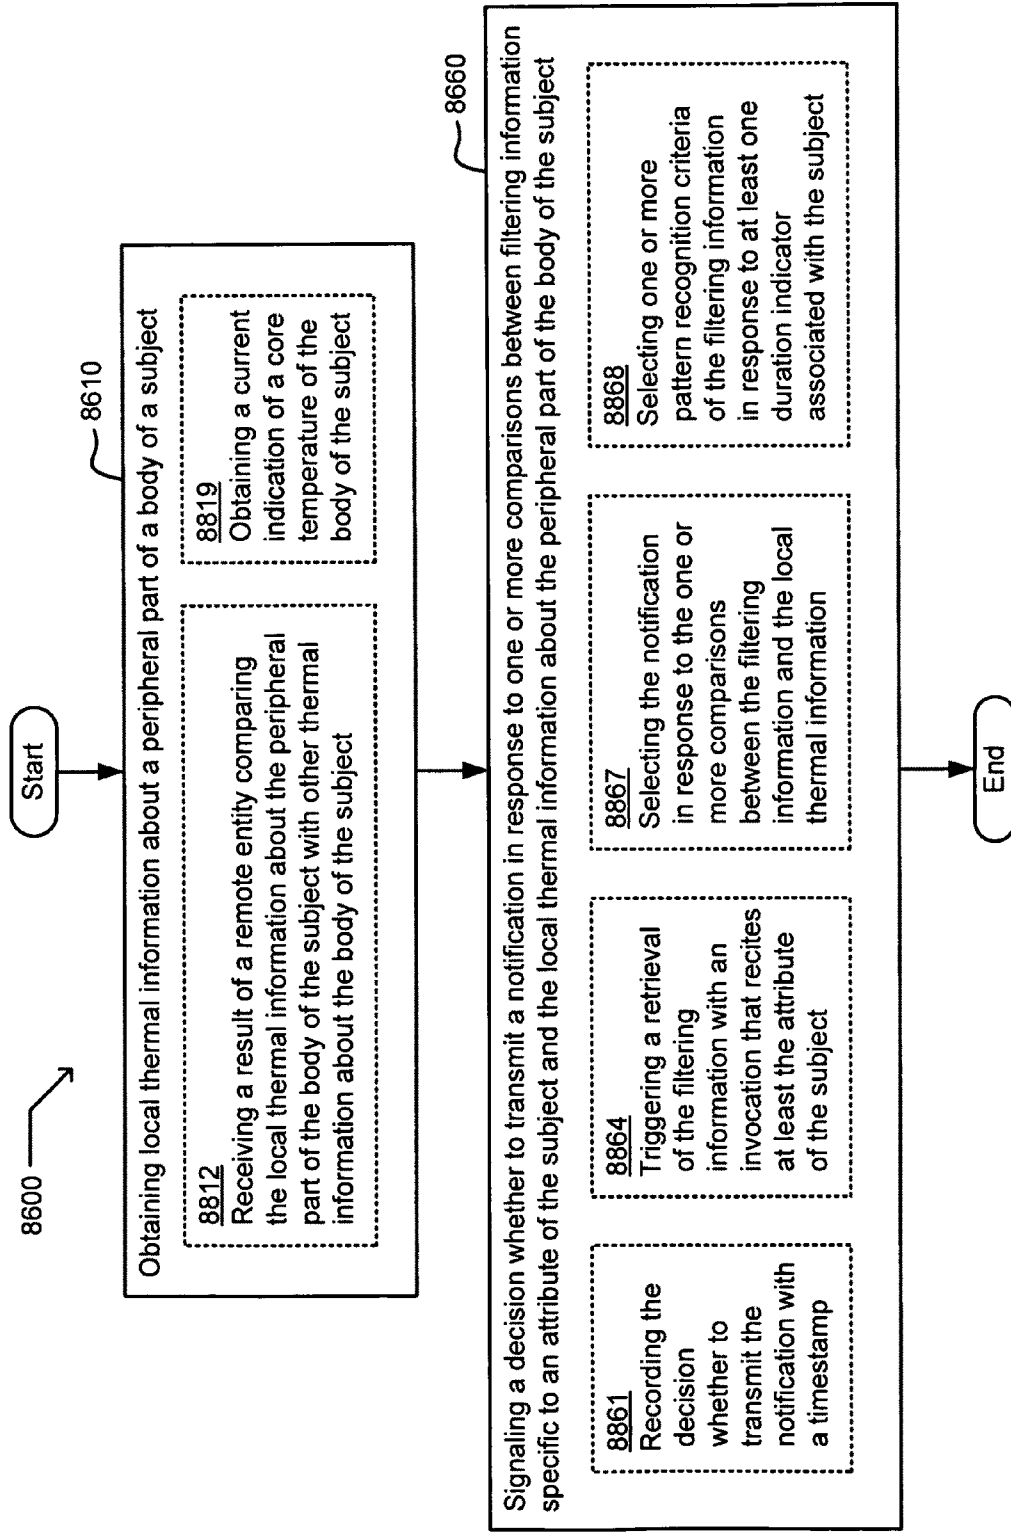 8600
Start
8610
Obtaining local thermal information about a peripheral part of a body of a subject
8812
Receiving a result of a remote entity comparing
the local thermal information about the peripheral
part of the body of the subject with other thermal
information about the body of the subject
8819
Obtaining a current
indication of a core
temperature of the
body of the subject
8660
Signaling a decision whether to transmit a notification in response to one or more comparisons between filtering information
specific to an attribute of the subject and the local thermal information about the peripheral part of the body of the subject
8861
Recording the
decision
whether to
transmit the
notification with
a timestamp
8864
Triggering a retrieval
of the filtering
information with an
invocation that recites
at least the attribute
of the subject
8867
Selecting the notification
in response to the one or
more comparisons
between the filtering
information and the local
thermal information
8868
Selecting one or more
pattern recognition criteria
of the filtering information
in response to at least one
duration indicator
associated with the subject
End